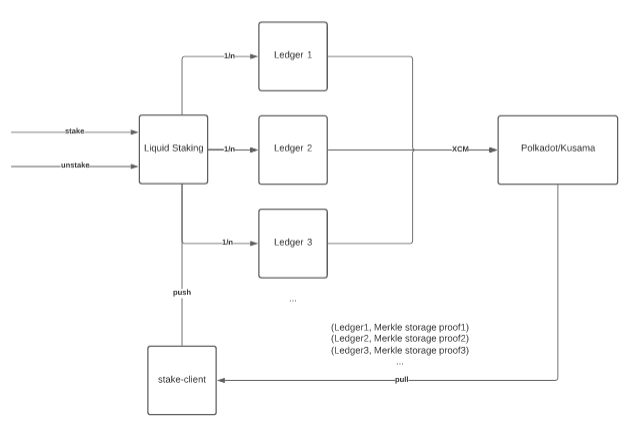 1/n
Ledger 1
stake
Liquid Staking
1/n
Ledger 2
XCM
Polkadot/Kusama
unstake
1/n
Ledger 3
push
...
(Ledger1, Merkle storage proof1)
(Ledger2, Merkle storage proof2)
(Ledger3, Merkle storage proof3)
...
stake-client
pull